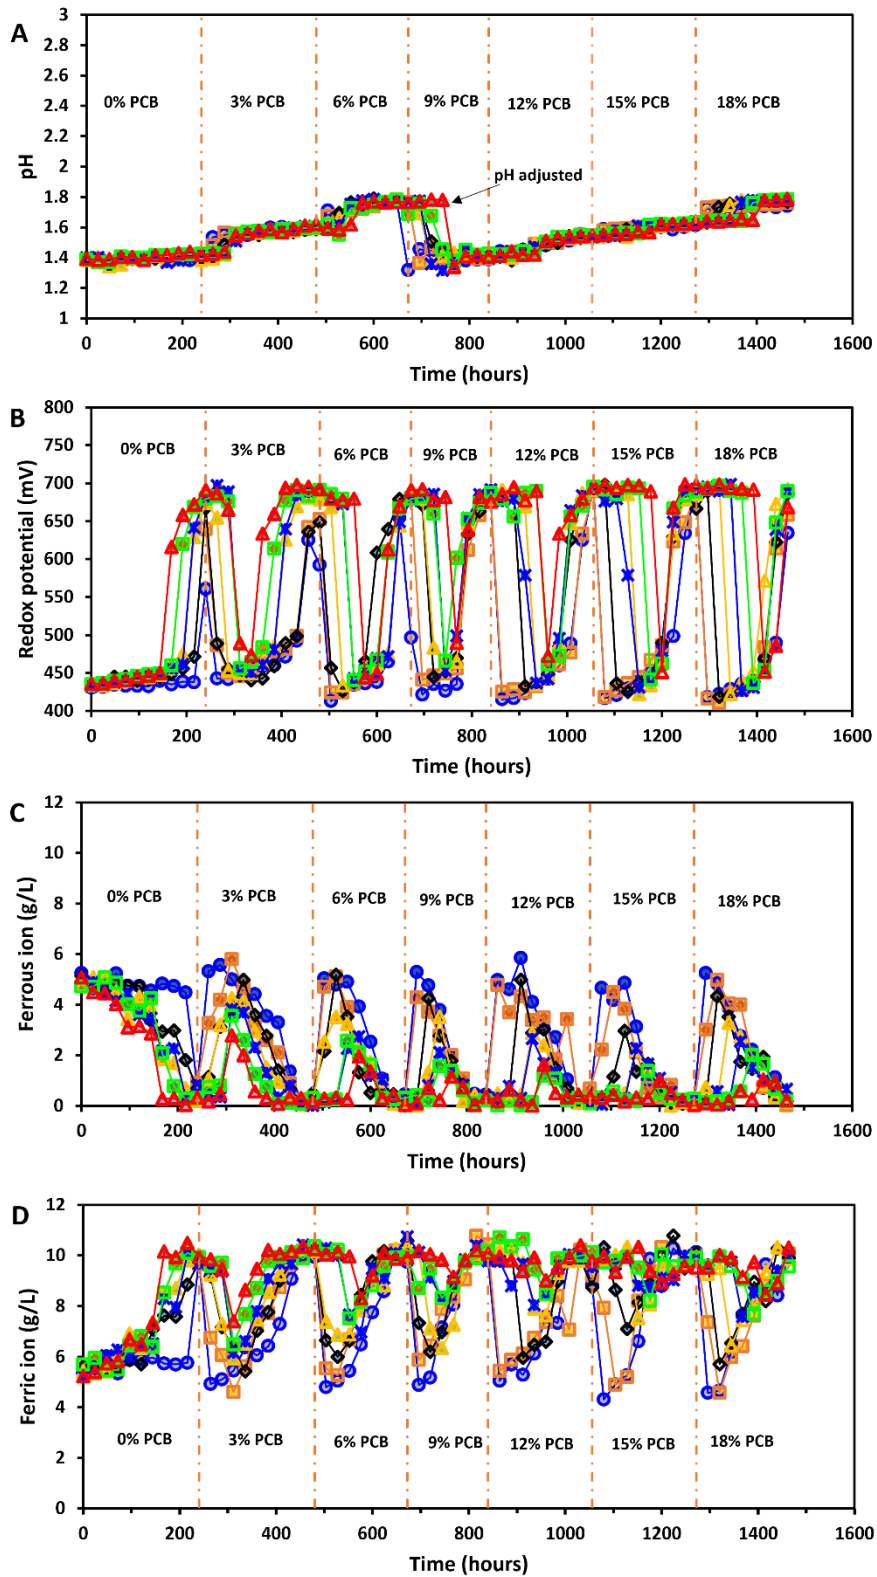 A
3
2.8
2.6
2.4
2.2
2
1.8
1.6
1.4
1.2
1
pH
0% PCB
3% PCB
6% PCB
9% PCB
12% PCB
15% PCB
18% PCB
pH adjusted
0 200 400 600 800 1000 1200 1400 1600
Time (hours)
B
800
750
700
650
600
550
500
450
400
Redox potential (mV)
0% PCB
3% PCB
6% PCB
9% PCB
12% PCB
15% PCB
18% PCB
0 200 400 600 800 1000 1200 1400 1600
Time (hours)
C
12
10
8
6
4
2
0
Ferrous ion (g/L)
0% PCB
3% PCB
6% PCB
9% PCB
12% PCB
15% PCB
18% PCB
0 200 400 600 800 1000 1200 1400 1600
Time (hours)
D
12
10
8
6
4
2
0
Ferric ion (g/L)
0% PCB
3% PCB
6% PCB
9% PCB
12% PCB
15% PCB
18% PCB
0 200 400 600 800 1000 1200 1400 1600
Time (hours)